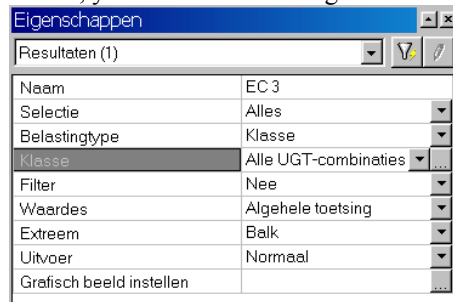 Eigenschappen
Resultaten (1)
Naam EC 3
Selectie Alles
Belastingtype Klasse
Klasse Alle UGT-combinaties
Filter Nee
Waardes Algehele toetsing
Extreem Balk
Uitvoer Normaal
Grafisch beeld instellen